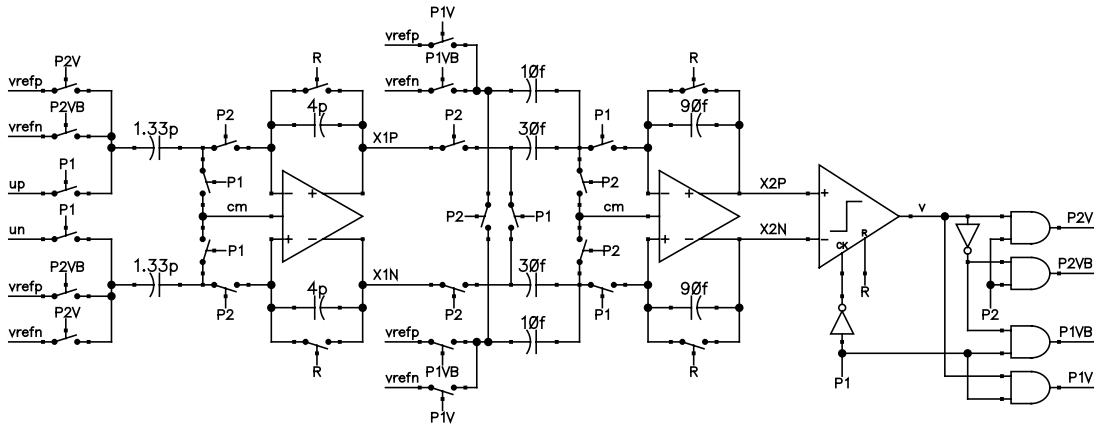 P1V
vrefp
P2V
R
P1VB
R
vrefp
vrefn
10f
P2VB
4p
90f
vrefn
1.33p
P2
X1P
P2
30f
P1
P1
up
P1
P2
X2P
P1
cm
P2
P1
cm
v
P2V
un
X2N
CK
R
P2VB
P1
P2
P2VB
X1N
R
vrefp
1.33p
4p
30f
90f
P2
P2V
P2
P2
P1
vrefn
vrefp
10f
P1VB
R
P1VB
R
vrefn
P1
P1V
P1V